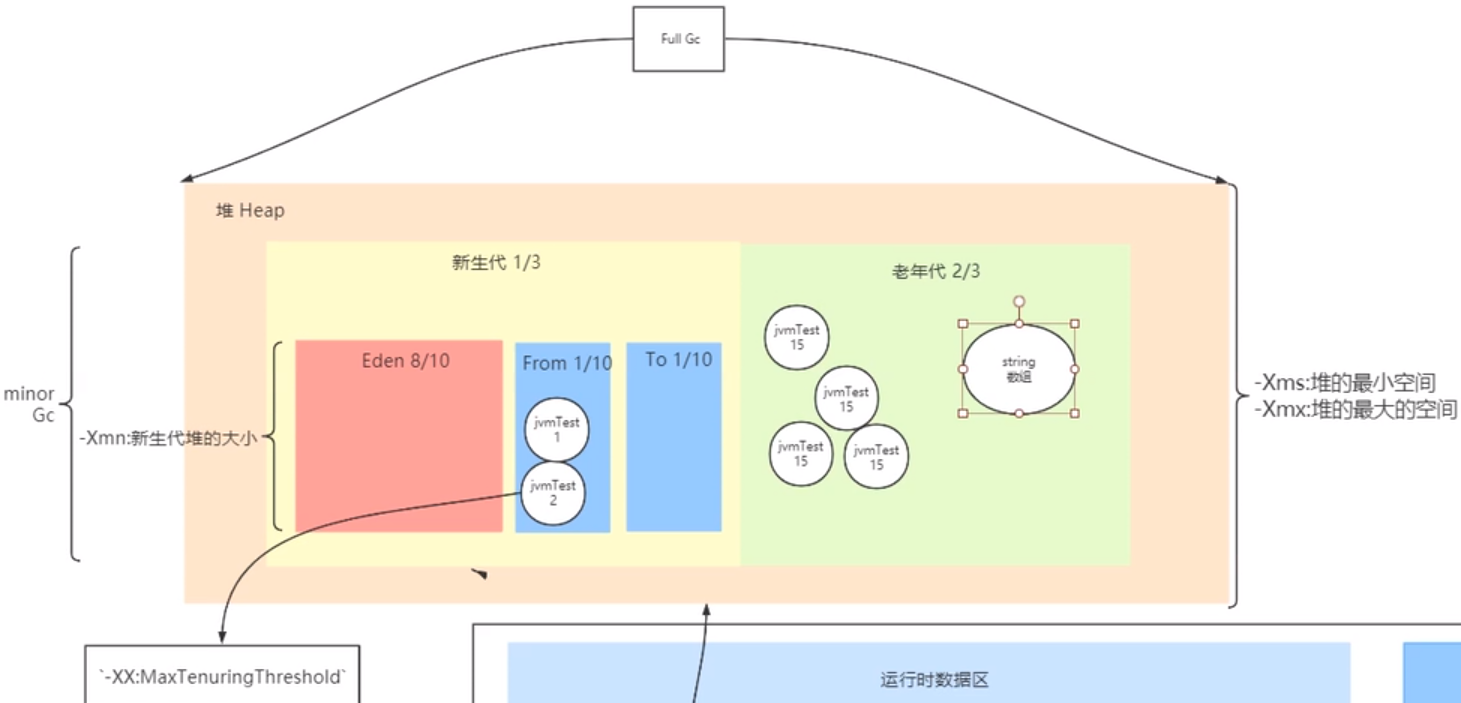 Full Gc
堆 Heap
新生代 1/3
老年代 2/3
jvmTest
15
string
数组
Eden 8/10
From 1/10
To 1/10
jvmTest
15
minor
Gc
-Xms:堆的最小空间
-Xmx:堆的最大的空间
jvmTest
1
-Xmn:新生代堆的大小
jvmTest
15
jvmTest
15
jvmTest
2
`-XX:MaxTenuringThreshold`
运行时数据区